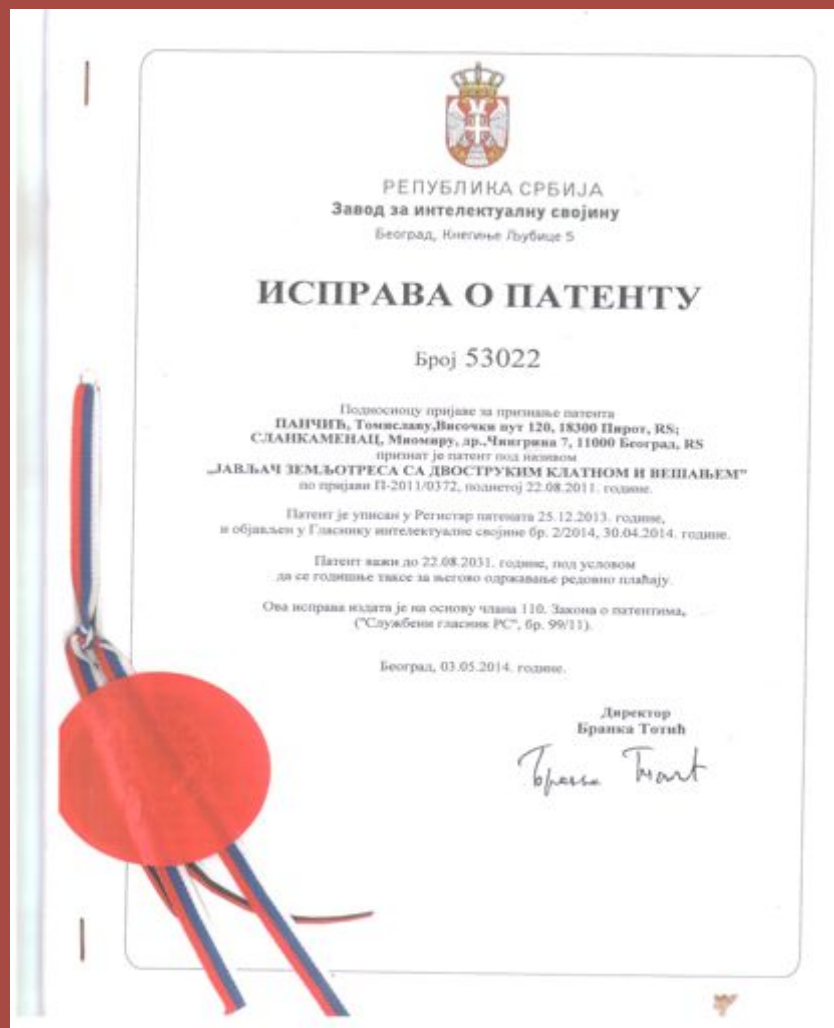 РЕПУБЛИКА СРБИЈА
Завод за интелектуалну својину
Београд, Кнегиње Љубице 5
ИСПРАВА О ПАТЕНТУ
Број 53022
Подносиоцу пријаве за признање патента
ПАНЧИЋ, Томиславу,Височки пут 120, 18300 Пирот, RS;
СЛАНКАМЕНАЦ, Миомиру, др.,Чингрина 7, 11000 Београд, RS
признат је патент под називом
„ЈАВЉАЧ ЗЕМЉОТРЕСА СА ДВОСТРУКИМ КЛАТНОМ И ВЕШАЊЕМ”
по пријави П-2011/0372, поднетој 22.08.2011. године.
Патент је уписан у Регистар патената 25.12.2013. године,
и објављен у Гласнику интелектуалне својине бр. 2/2014, 30.04.2014. године.
Патент важи до 22.08.2031. године, под условом
да се годишње таксе за његово одржавање редовно плаћају.
Ова исправа издата је на основу члана 110. Закона о патентима,
("Службени гласник РС", бр. 99/11).
Београд, 03.05.2014. године.
Директор
Бранка Тотић